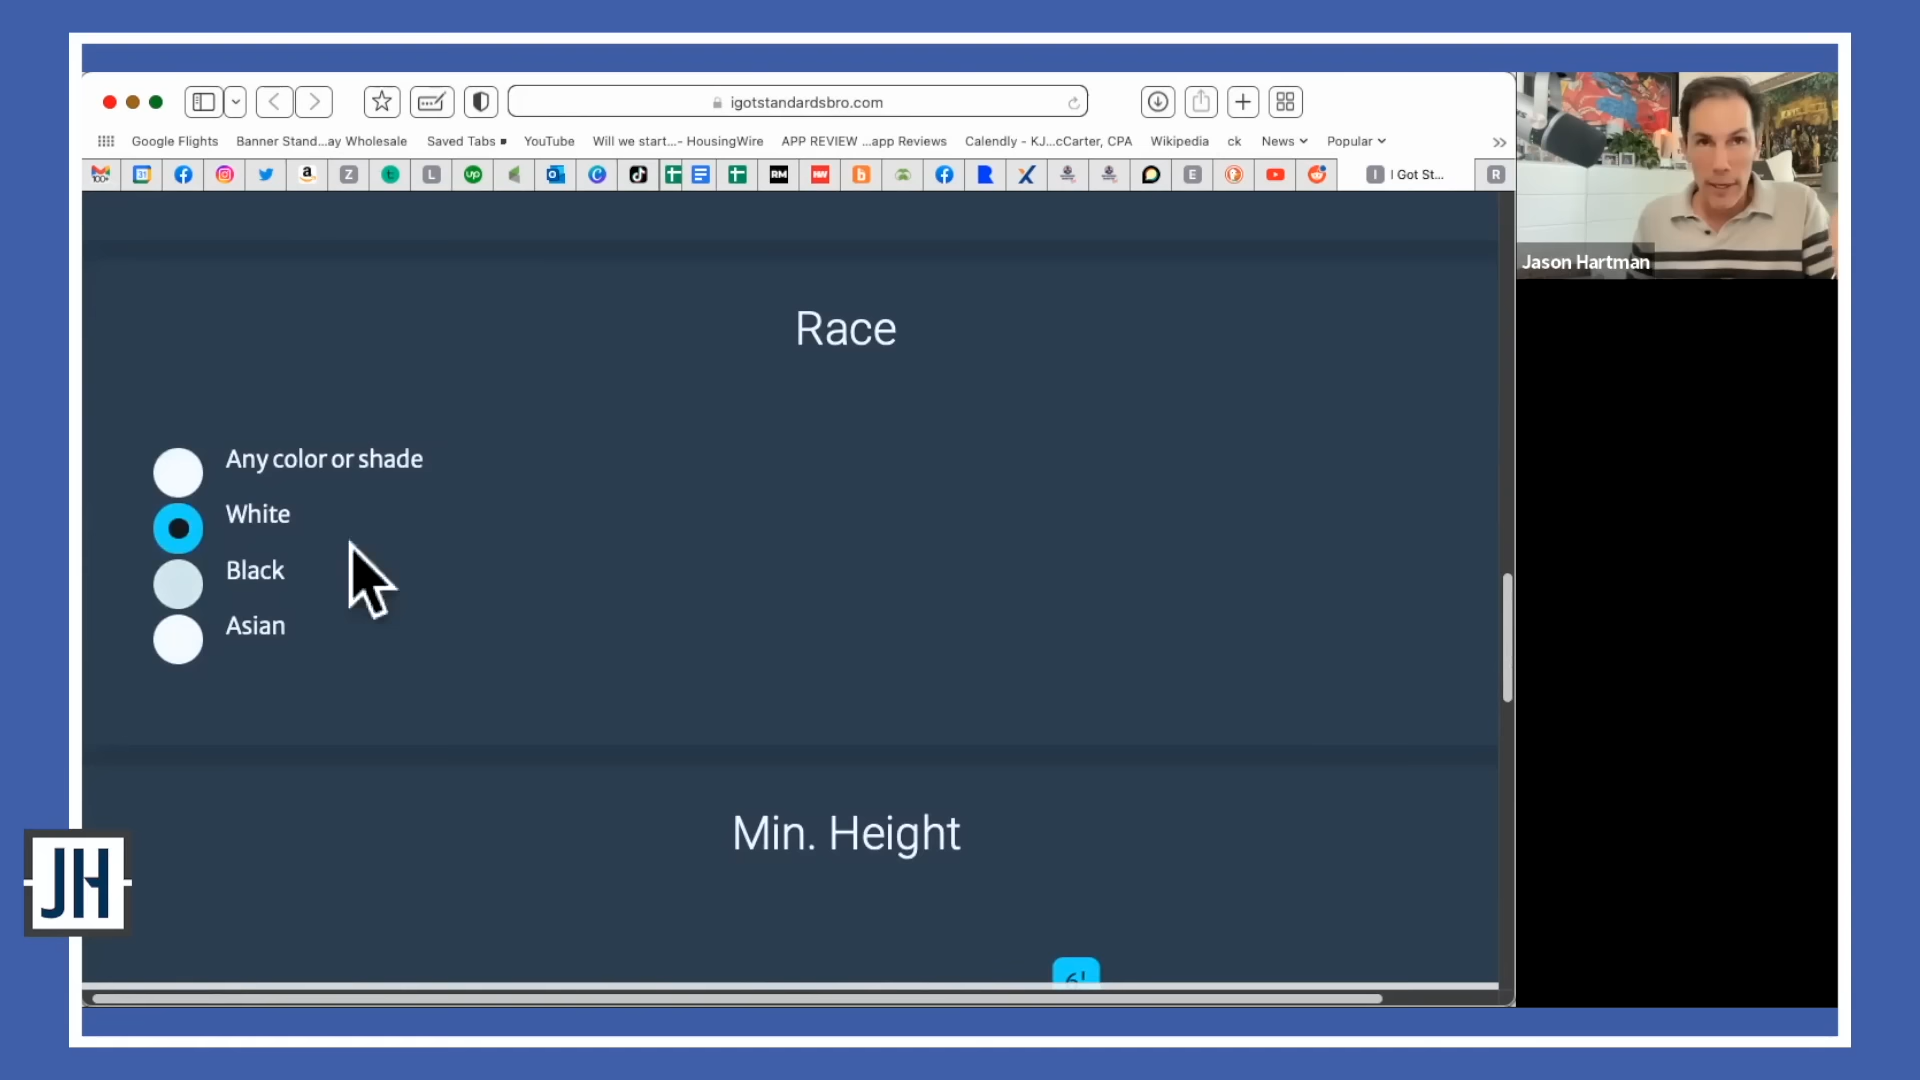 igotstandardsbro.com
Google Flights
Banner Stand...ay Wholesale
Saved Tabs
YouTube
Will we start...- HousingWire
APP REVIEW ...app Reviews
Calendly - KJ...cCarter, CPA
Wikipedia
ck
News
Popular
I Got St...
Jason Hartman
Race
Any color or shade
White
Black
Asian
Min. Height
6'
JH